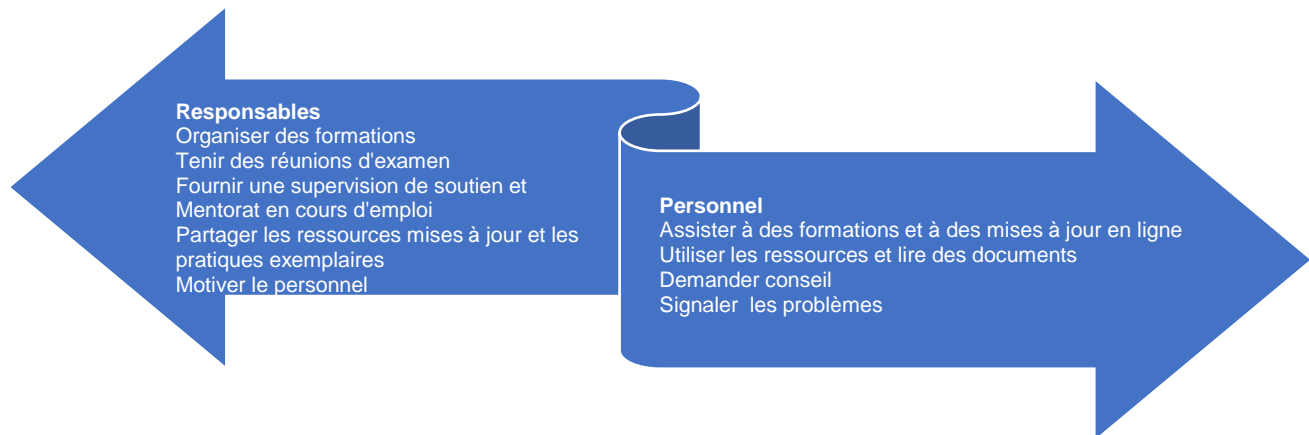 Responsables
Organiser des formations
Tenir des réunions d'examen
Fournir une supervision de soutien et
Mentorat en cours d'emploi
Partager les ressources mises à jour et les
pratiques exemplaires
Motiver le personnel
Personnel
Assister à des formations et à des mises à jour en ligne
Utiliser les ressources et lire des documents
Demander conseil
Signaler  les problèmes